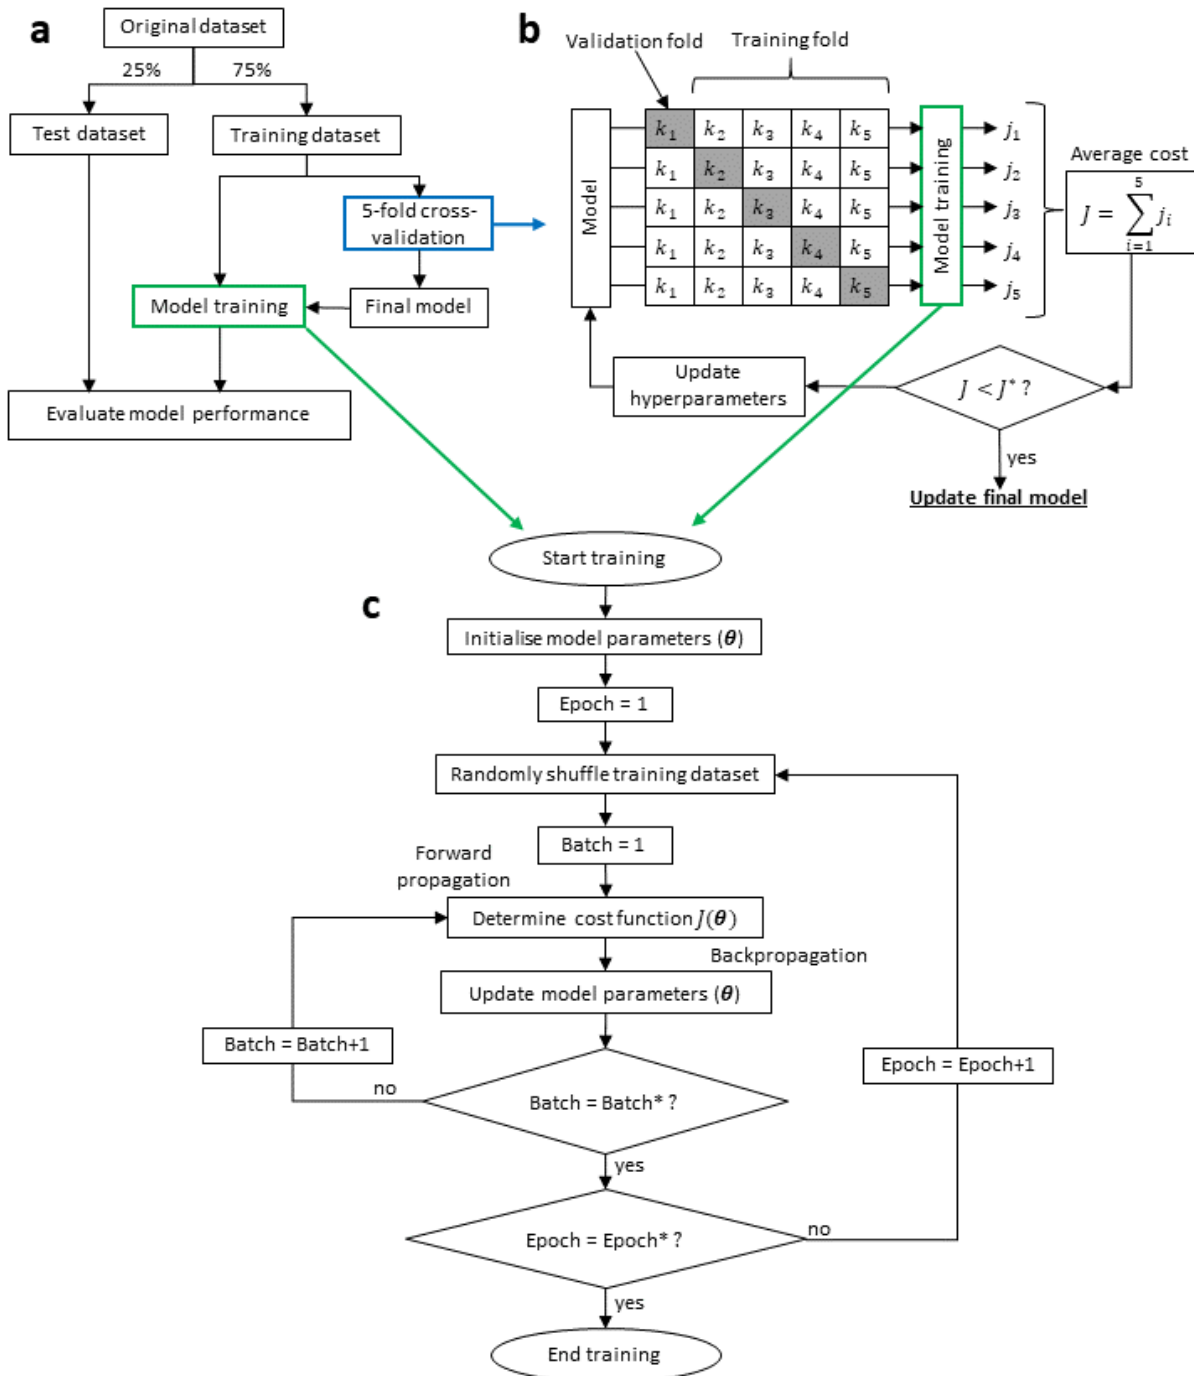 a
Original dataset
25%
75%
Test dataset
Training dataset
5-fold cross-
validation
Model training
Final model
Evaluate model performance
b
Validation fold
Training fold
Model
k₁ k₂ k₃ k₄ k₅
k₁ k₂ k₃ k₄ k₅
k₁ k₂ k₃ k₄ k₅
k₁ k₂ k₃ k₄ k₅
k₁ k₂ k₃ k₄ k₅
Model training
j₁
j₂
j₃
j₄
j₅
Average cost
J = ∑_{i=1}^{5} jᵢ
J < J* ?
Update
hyperparameters
yes
Update final model
Start training
c
Initialise model parameters (θ)
Epoch = 1
Randomly shuffle training dataset
Batch = 1
Forward
propagation
Determine cost function J(θ)
Backpropagation
Update model parameters (θ)
Batch = Batch+1
Epoch = Epoch+1
no
Batch = Batch* ?
yes
Epoch = Epoch* ?
no
yes
End training